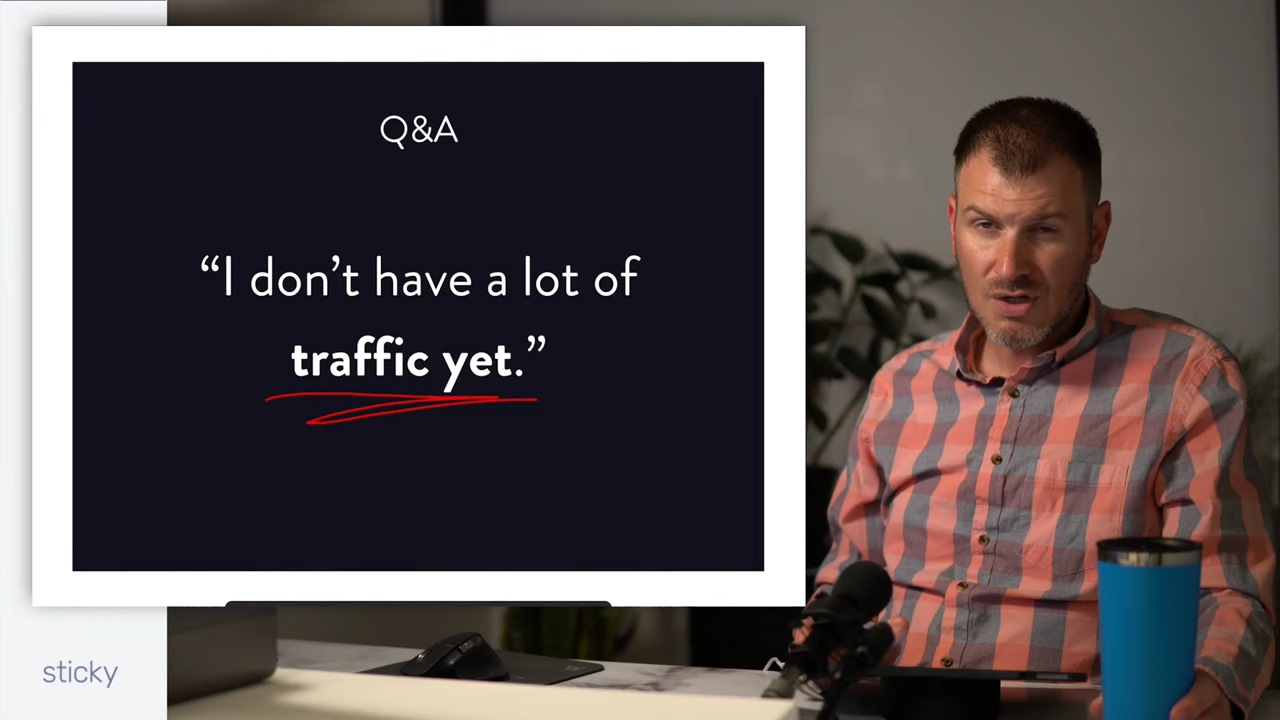 Q&A
“I don’t have a lot of
traffic yet.”
sticky